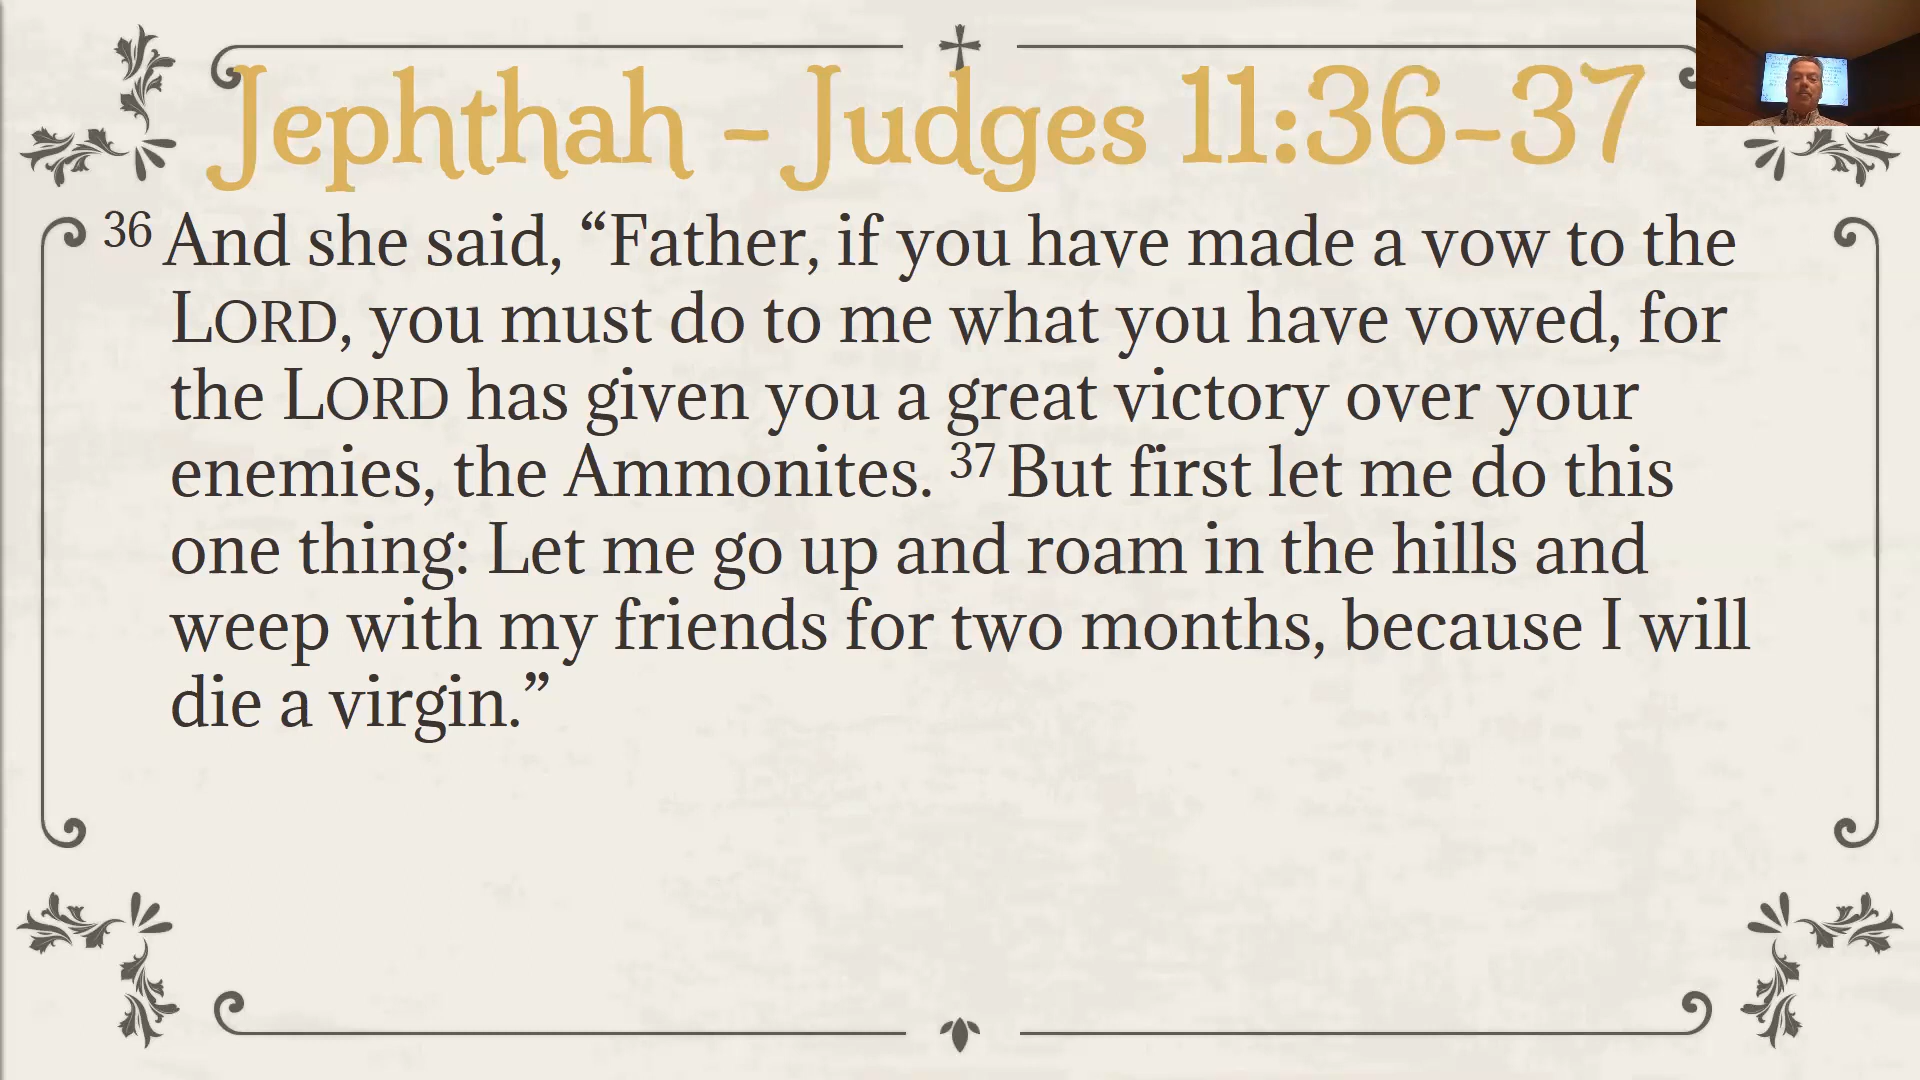 Jephthah - Judges 11:36-37
36 And she said, “Father, if you have made a vow to the
LORD, you must do to me what you have vowed, for
the LORD has given you a great victory over your
enemies, the Ammonites. 37 But first let me do this
one thing: Let me go up and roam in the hills and
weep with my friends for two months, because I will
die a virgin.”